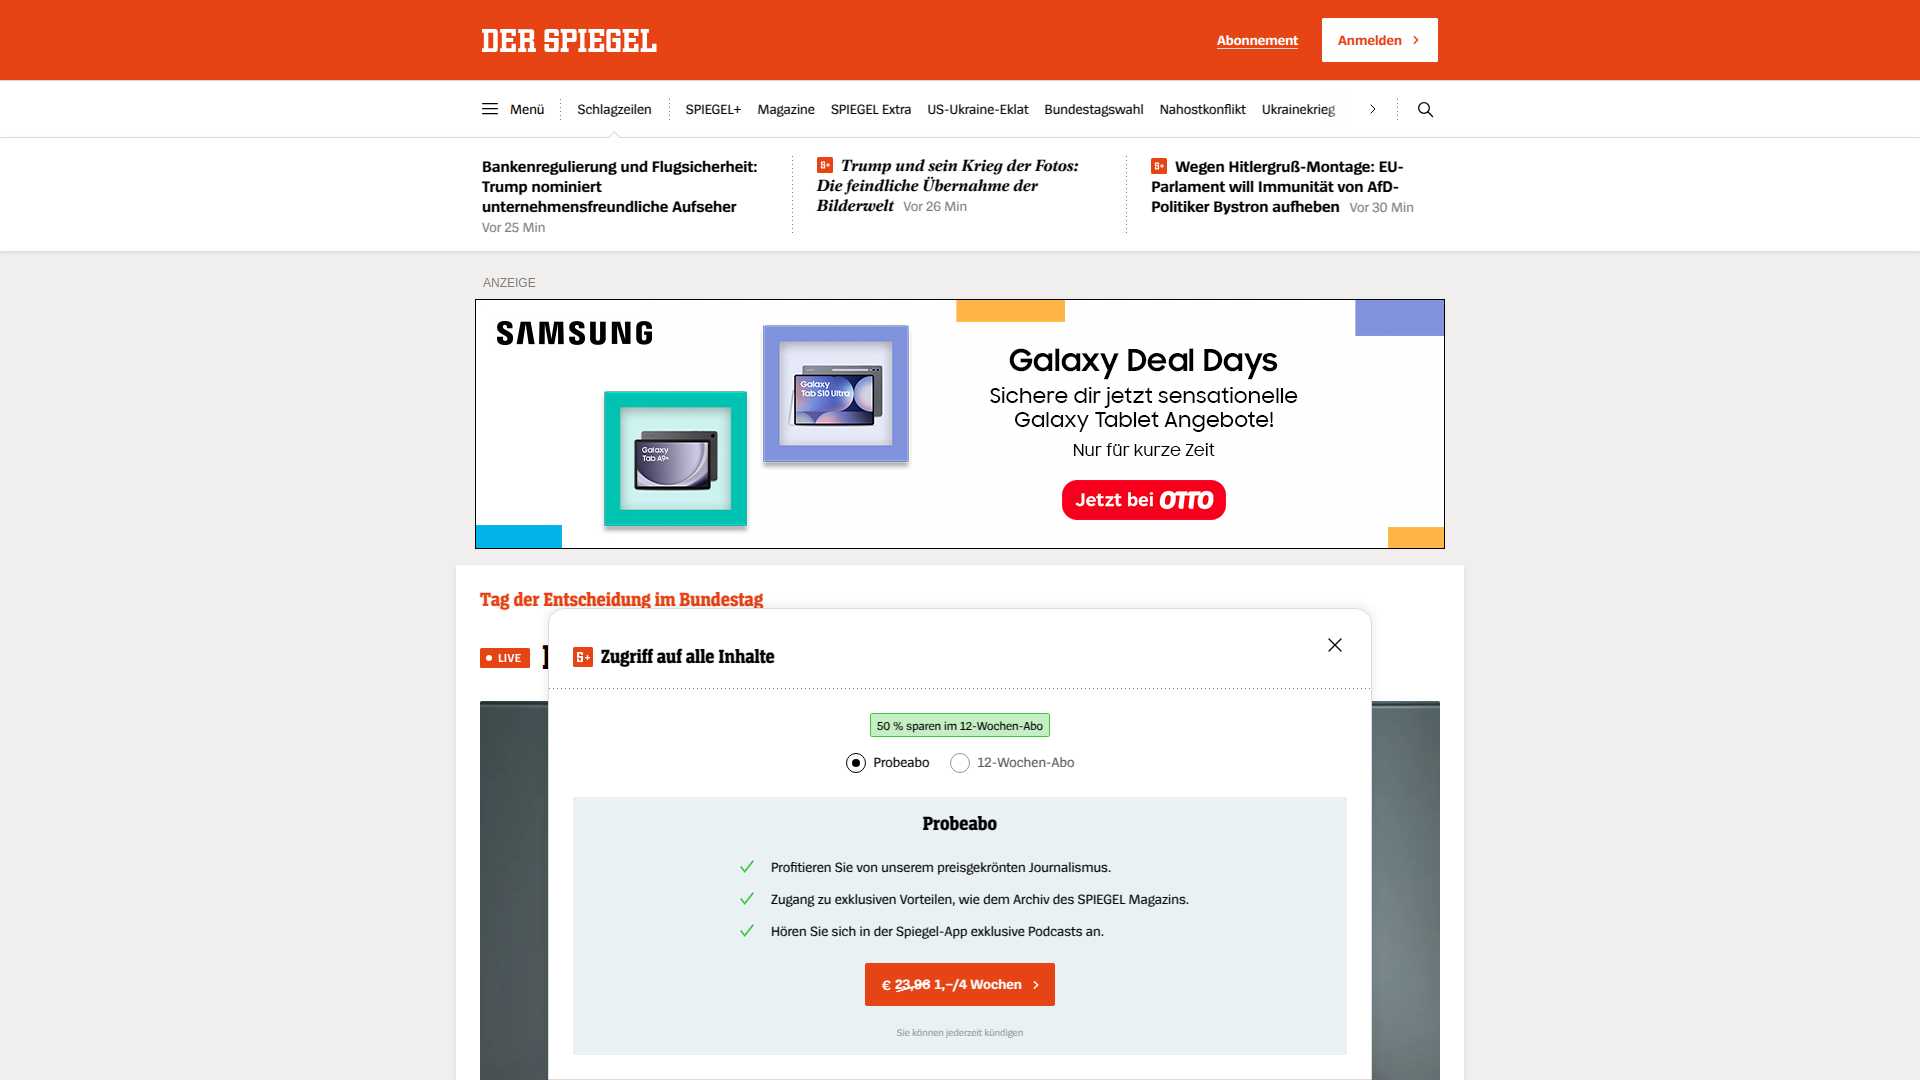 DER SPIEGEL
Abonnement
Anmelden
Menü
Schlagzeilen
SPIEGEL+
Magazine
SPIEGEL Extra
US-Ukraine-Eklat
Bundestagswahl
Nahostkonflikt
Ukrainekrieg
Bankenregulierung und Flugsicherheit:
Trump nominiert
unternehmensfreundliche Aufseher
Vor 25 Min
Trump und sein Krieg der Fotos:
Die feindliche Übernahme der
Bilderwelt Vor 26 Min
Wegen Hitlergruß-Montage: EU-
Parlament will Immunität von AfD-
Politiker Bystron aufheben Vor 30 Min
ANZEIGE
SAMSUNG
Galaxy
Tab S10 Ultra
Galaxy
Tab A9+
Galaxy Deal Days
Sichere dir jetzt sensationelle
Galaxy Tablet Angebote!
Nur für kurze Zeit
Jetzt bei OTTO
Tag der Entscheidung im Bundestag
LIVE
S+ Zugriff auf alle Inhalte
50 % sparen im 12-Wochen-Abo
Probeabo
12-Wochen-Abo
Probeabo
Profitieren Sie von unserem preisgekrönten Journalismus.
Zugang zu exklusiven Vorteilen, wie dem Archiv des SPIEGEL Magazins.
Hören Sie sich in der Spiegel-App exklusive Podcasts an.
€ 23,96 1,–/4 Wochen
Sie können jederzeit kündigen